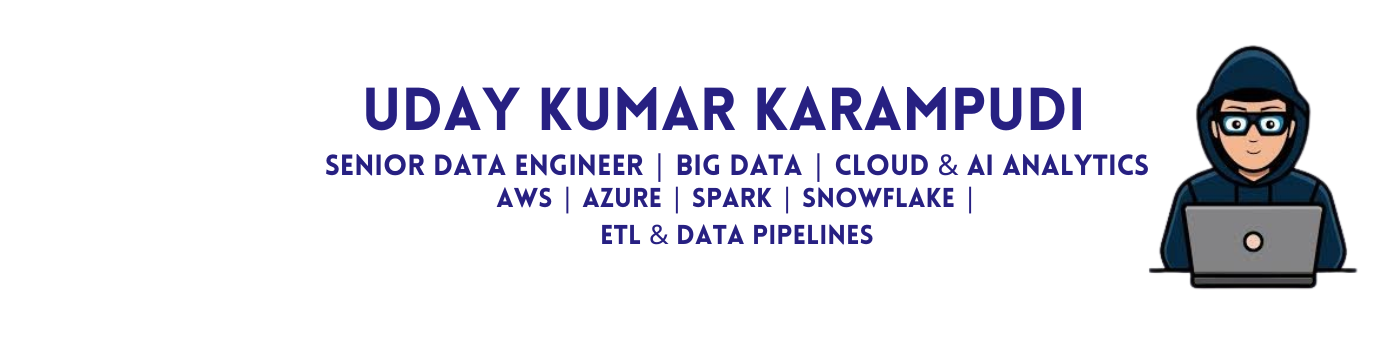 UDAY KUMAR KARAMPUDI
SENIOR DATA ENGINEER | BIG DATA | CLOUD & AI ANALYTICS
AWS | AZURE | SPARK | SNOWFLAKE |
ETL & DATA PIPELINES